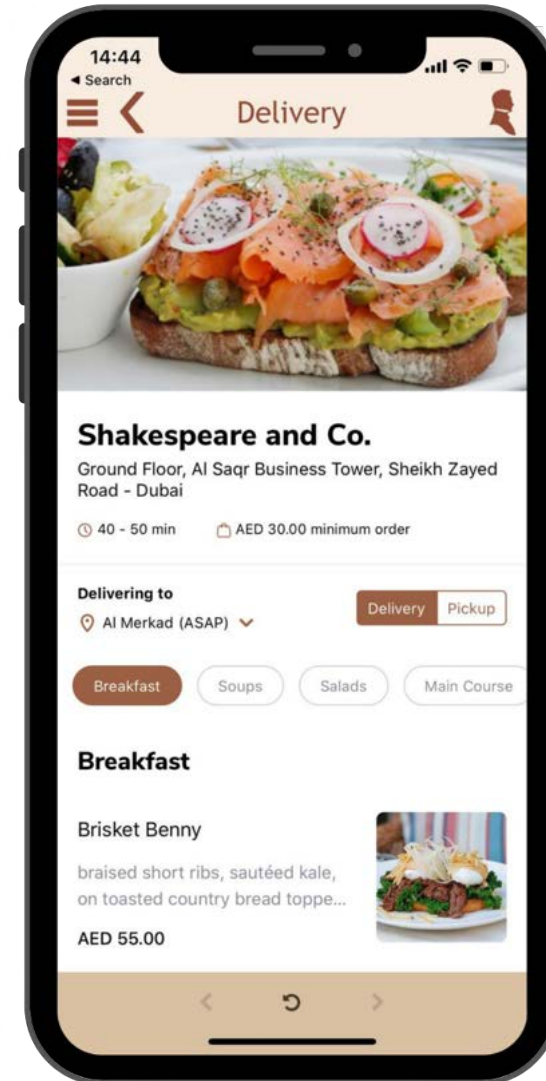 14:44
◂ Search
Delivery
Shakespeare and Co.
Ground Floor, Al Saqr Business Tower, Sheikh Zayed
Road - Dubai
40 - 50 min AED 30.00 minimum order
Delivering to
Al Merkad (ASAP)
Delivery Pickup
Breakfast Soups Salads Main Course
Breakfast
Brisket Benny
braised short ribs, sautéed kale,
on toasted country bread toppe...
AED 55.00